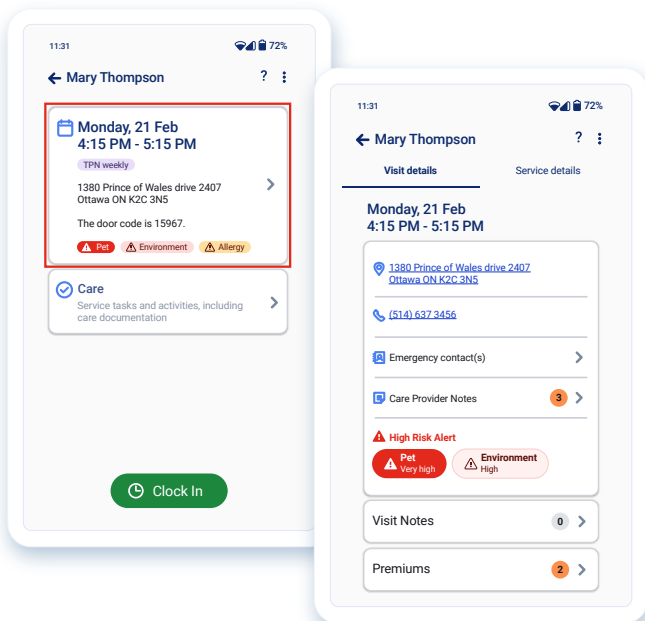 11:31
72%
Mary Thompson
?
Monday, 21 Feb
4:15 PM - 5:15 PM
TPN weekly
1380 Prince of Wales drive 2407
Ottawa ON K2C 3N5
The door code is 15967.
Pet
Environment
Allergy
Care
Service tasks and activities, including
care documentation
Clock In
11:31
72%
Mary Thompson
?
Visit details
Service details
Monday, 21 Feb
4:15 PM - 5:15 PM
1380 Prince of Wales drive 2407
Ottawa ON K2C 3N5
(514) 637 3456
Emergency contact(s)
Care Provider Notes
3
High Risk Alert
Pet
Very high
Environment
High
Visit Notes
0
Premiums
2